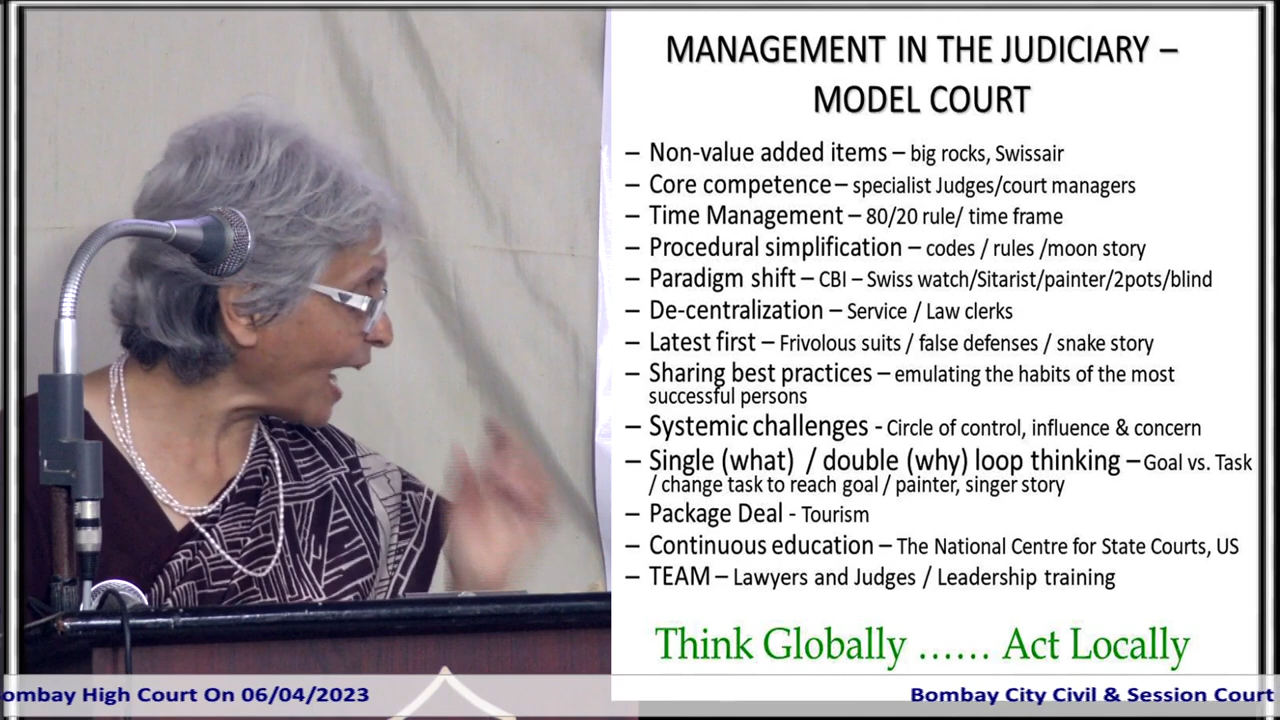 MANAGEMENT IN THE JUDICIARY –
MODEL COURT
– Non-value added items – big rocks, Swissair
– Core competence – specialist Judges/court managers
– Time Management – 80/20 rule/ time frame
– Procedural simplification – codes / rules /moon story
– Paradigm shift – CBI – Swiss watch/Sitarist/painter/2pots/blind
– De-centralization – Service / Law clerks
– Latest first – Frivolous suits / false defenses / snake story
– Sharing best practices – emulating the habits of the most
successful persons
– Systemic challenges - Circle of control, influence & concern
– Single (what) / double (why) loop thinking – Goal vs. Task
/ change task to reach goal / painter, singer story
– Package Deal - Tourism
– Continuous education – The National Centre for State Courts, US
– TEAM – Lawyers and Judges / Leadership training
Think Globally ...... Act Locally
ombay High Court On 06/04/2023
Bombay City Civil & Session Court